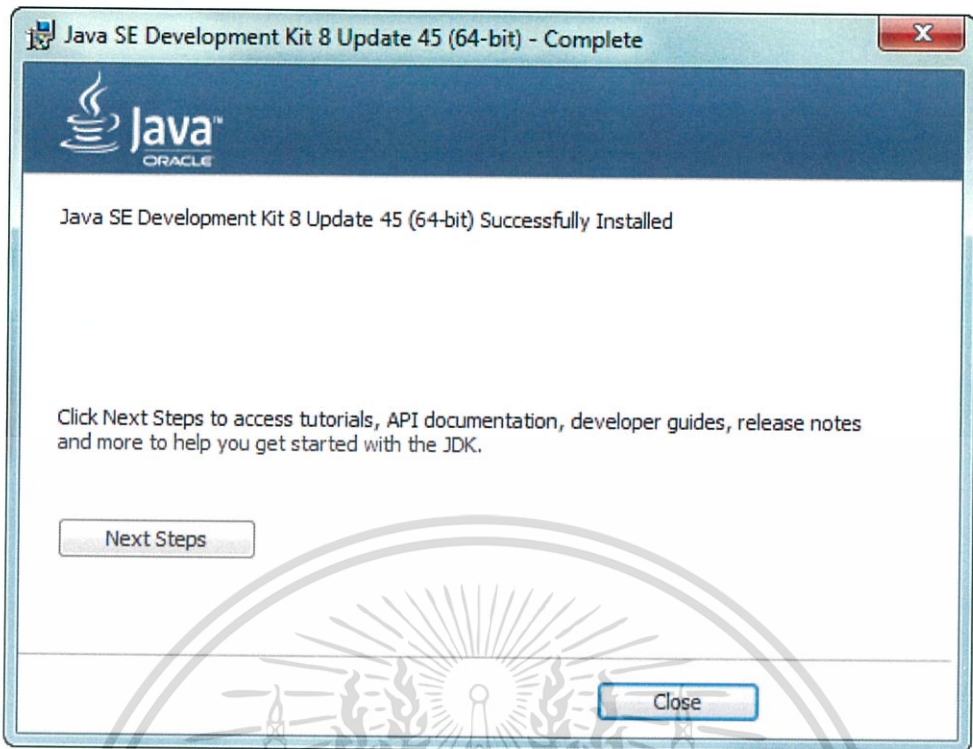 Java SE Development Kit 8 Update 45 (64-bit) - Complete
Java™
ORACLE
Java SE Development Kit 8 Update 45 (64-bit) Successfully Installed
Click Next Steps to access tutorials, API documentation, developer guides, release notes
and more to help you get started with the JDK.
Next Steps
Close